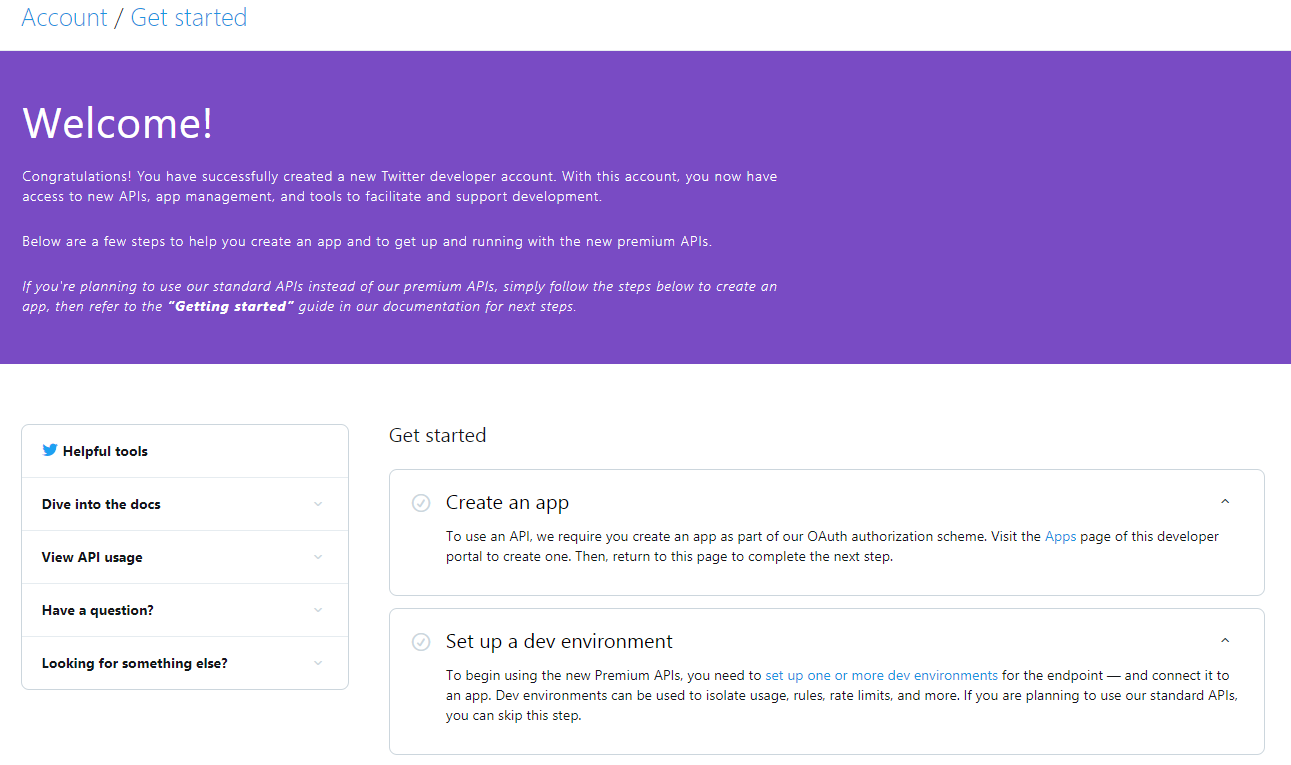 Account / Get started
Welcome!
Congratulations! You have successfully created a new Twitter developer account. With this account, you now have
access to new APIs, app management, and tools to facilitate and support development.
Below are a few steps to help you create an app and to get up and running with the new premium APIs.
If you're planning to use our standard APIs instead of our premium APIs, simply follow the steps below to create an
app, then refer to the “Getting started” guide in our documentation for next steps.
Helpful tools
Dive into the docs
View API usage
Have a question?
Looking for something else?
Get started
Create an app
To use an API, we require you create an app as part of our OAuth authorization scheme. Visit the Apps page of this developer
portal to create one. Then, return to this page to complete the next step.
Set up a dev environment
To begin using the new Premium APIs, you need to set up one or more dev environments for the endpoint — and connect it to
an app. Dev environments can be used to isolate usage, rules, rate limits, and more. If you are planning to use our standard APIs,
you can skip this step.